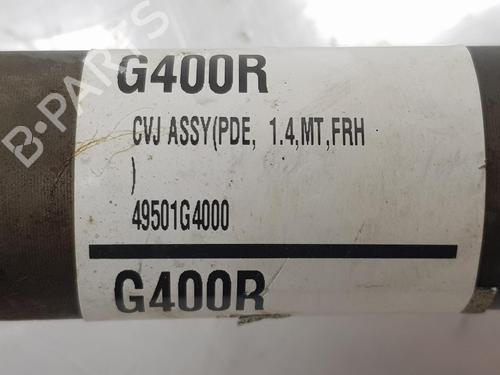 G400R
CVJ ASSY(PDE, 1.4,MT,FRH
)
49501G4000
G400R
B-PARTS